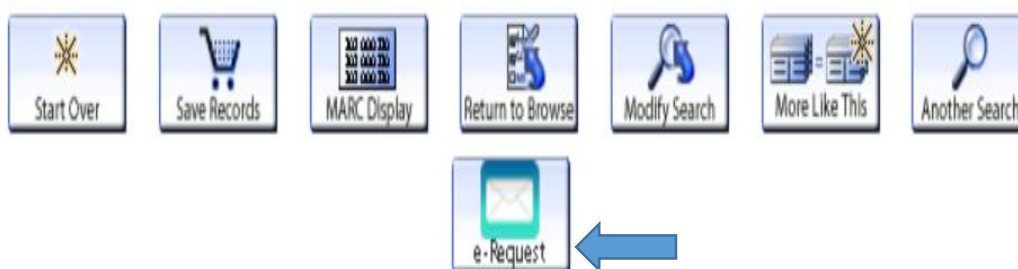 Start Over
Save Records
MARC Display
Return to Browse
Modify Search
More Like This
Another Search
e-Request